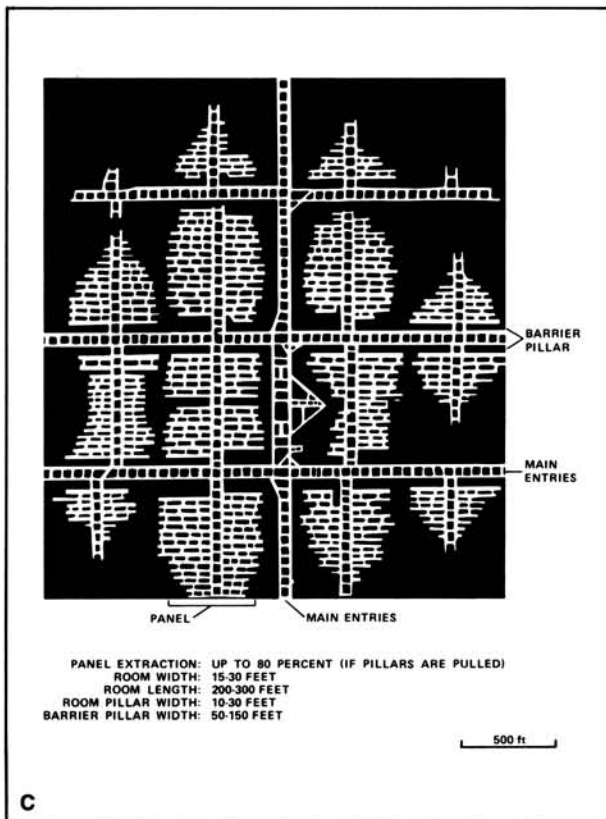 BARRIER
PILLAR
MAIN
ENTRIES
PANEL
MAIN ENTRIES
PANEL EXTRACTION: UP TO 80 PERCENT (IF PILLARS ARE PULLED)
ROOM WIDTH: 15-30 FEET
ROOM LENGTH: 200-300 FEET
ROOM PILLAR WIDTH: 10-30 FEET
BARRIER PILLAR WIDTH: 50-150 FEET
500 ft
C